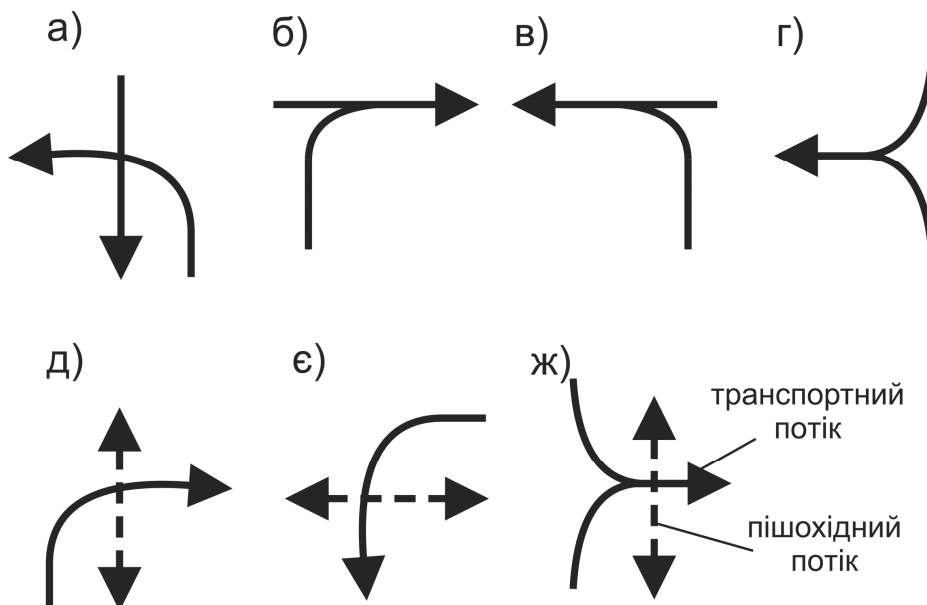 а)
б)
в)
г)
д)
є)
ж)
транспортний
потік
пішохідний
потік